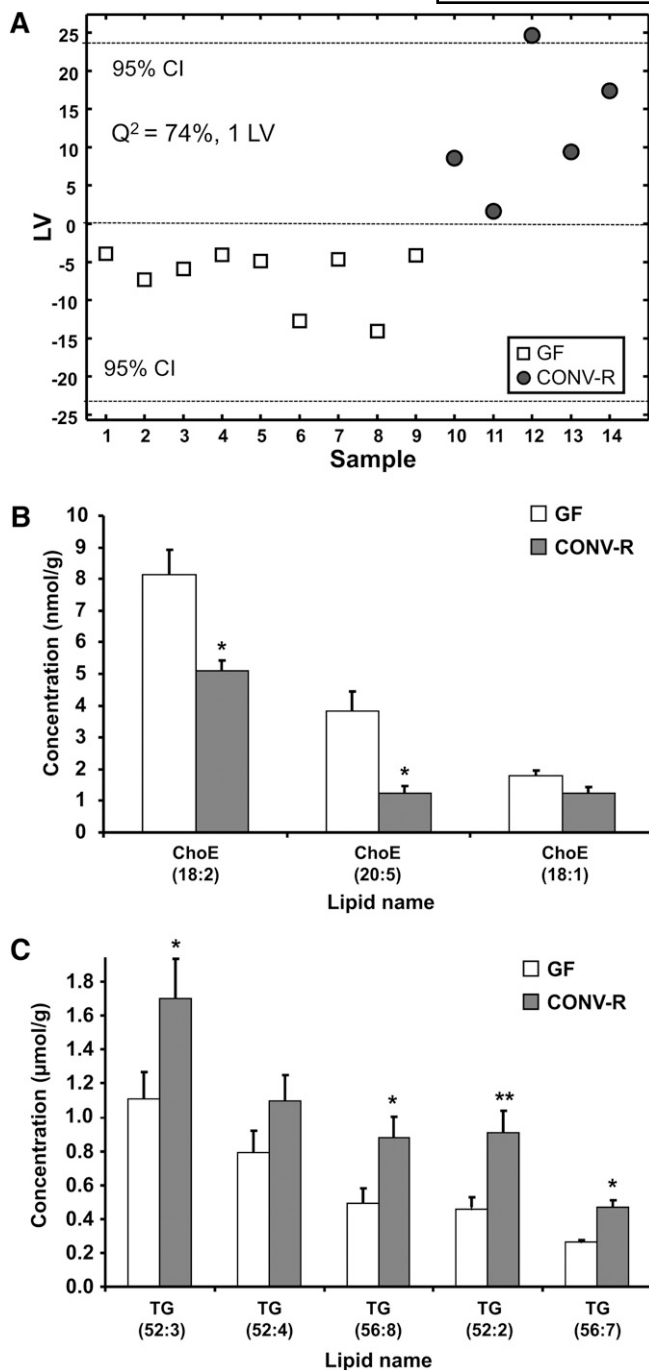 A
25
20
15
10
5
0
-5
-10
-15
-20
-25
LV
95% CI
Q² = 74%, 1 LV
95% CI
GF
CONV-R
1 2 3 4 5 6 7 8 9 10 11 12 13 14
Sample
B
10
9
8
7
6
5
4
3
2
1
0
Concentration (nmol/g)
GF
CONV-R
*
*
ChoE ChoE ChoE
(18:2) (20:5) (18:1)
Lipid name
C
1.8
1.6
1.4
1.2
1.0
0.8
0.6
0.4
0.2
0.0
Concentration (µmol/g)
GF
CONV-R
*
*
**
*
TG TG TG TG TG
(52:3) (52:4) (56:8) (52:2) (56:7)
Lipid name